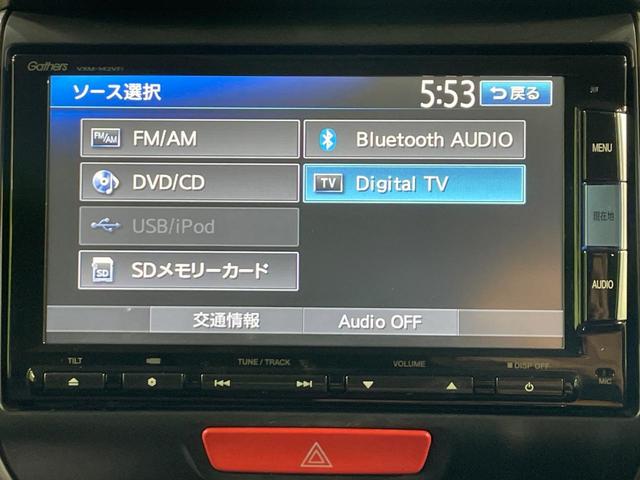 Gathers
ソース選択
5:53
戻る
FM/AM FM/AM
Bluetooth AUDIO
DVD/CD
TV Digital TV
USB/iPod
SD SDメモリーカード
交通情報
Audio OFF
MENU
現在地
AUDIO
TILT
TUNE / TRACK
VOLUME
DISP OFF
MIC